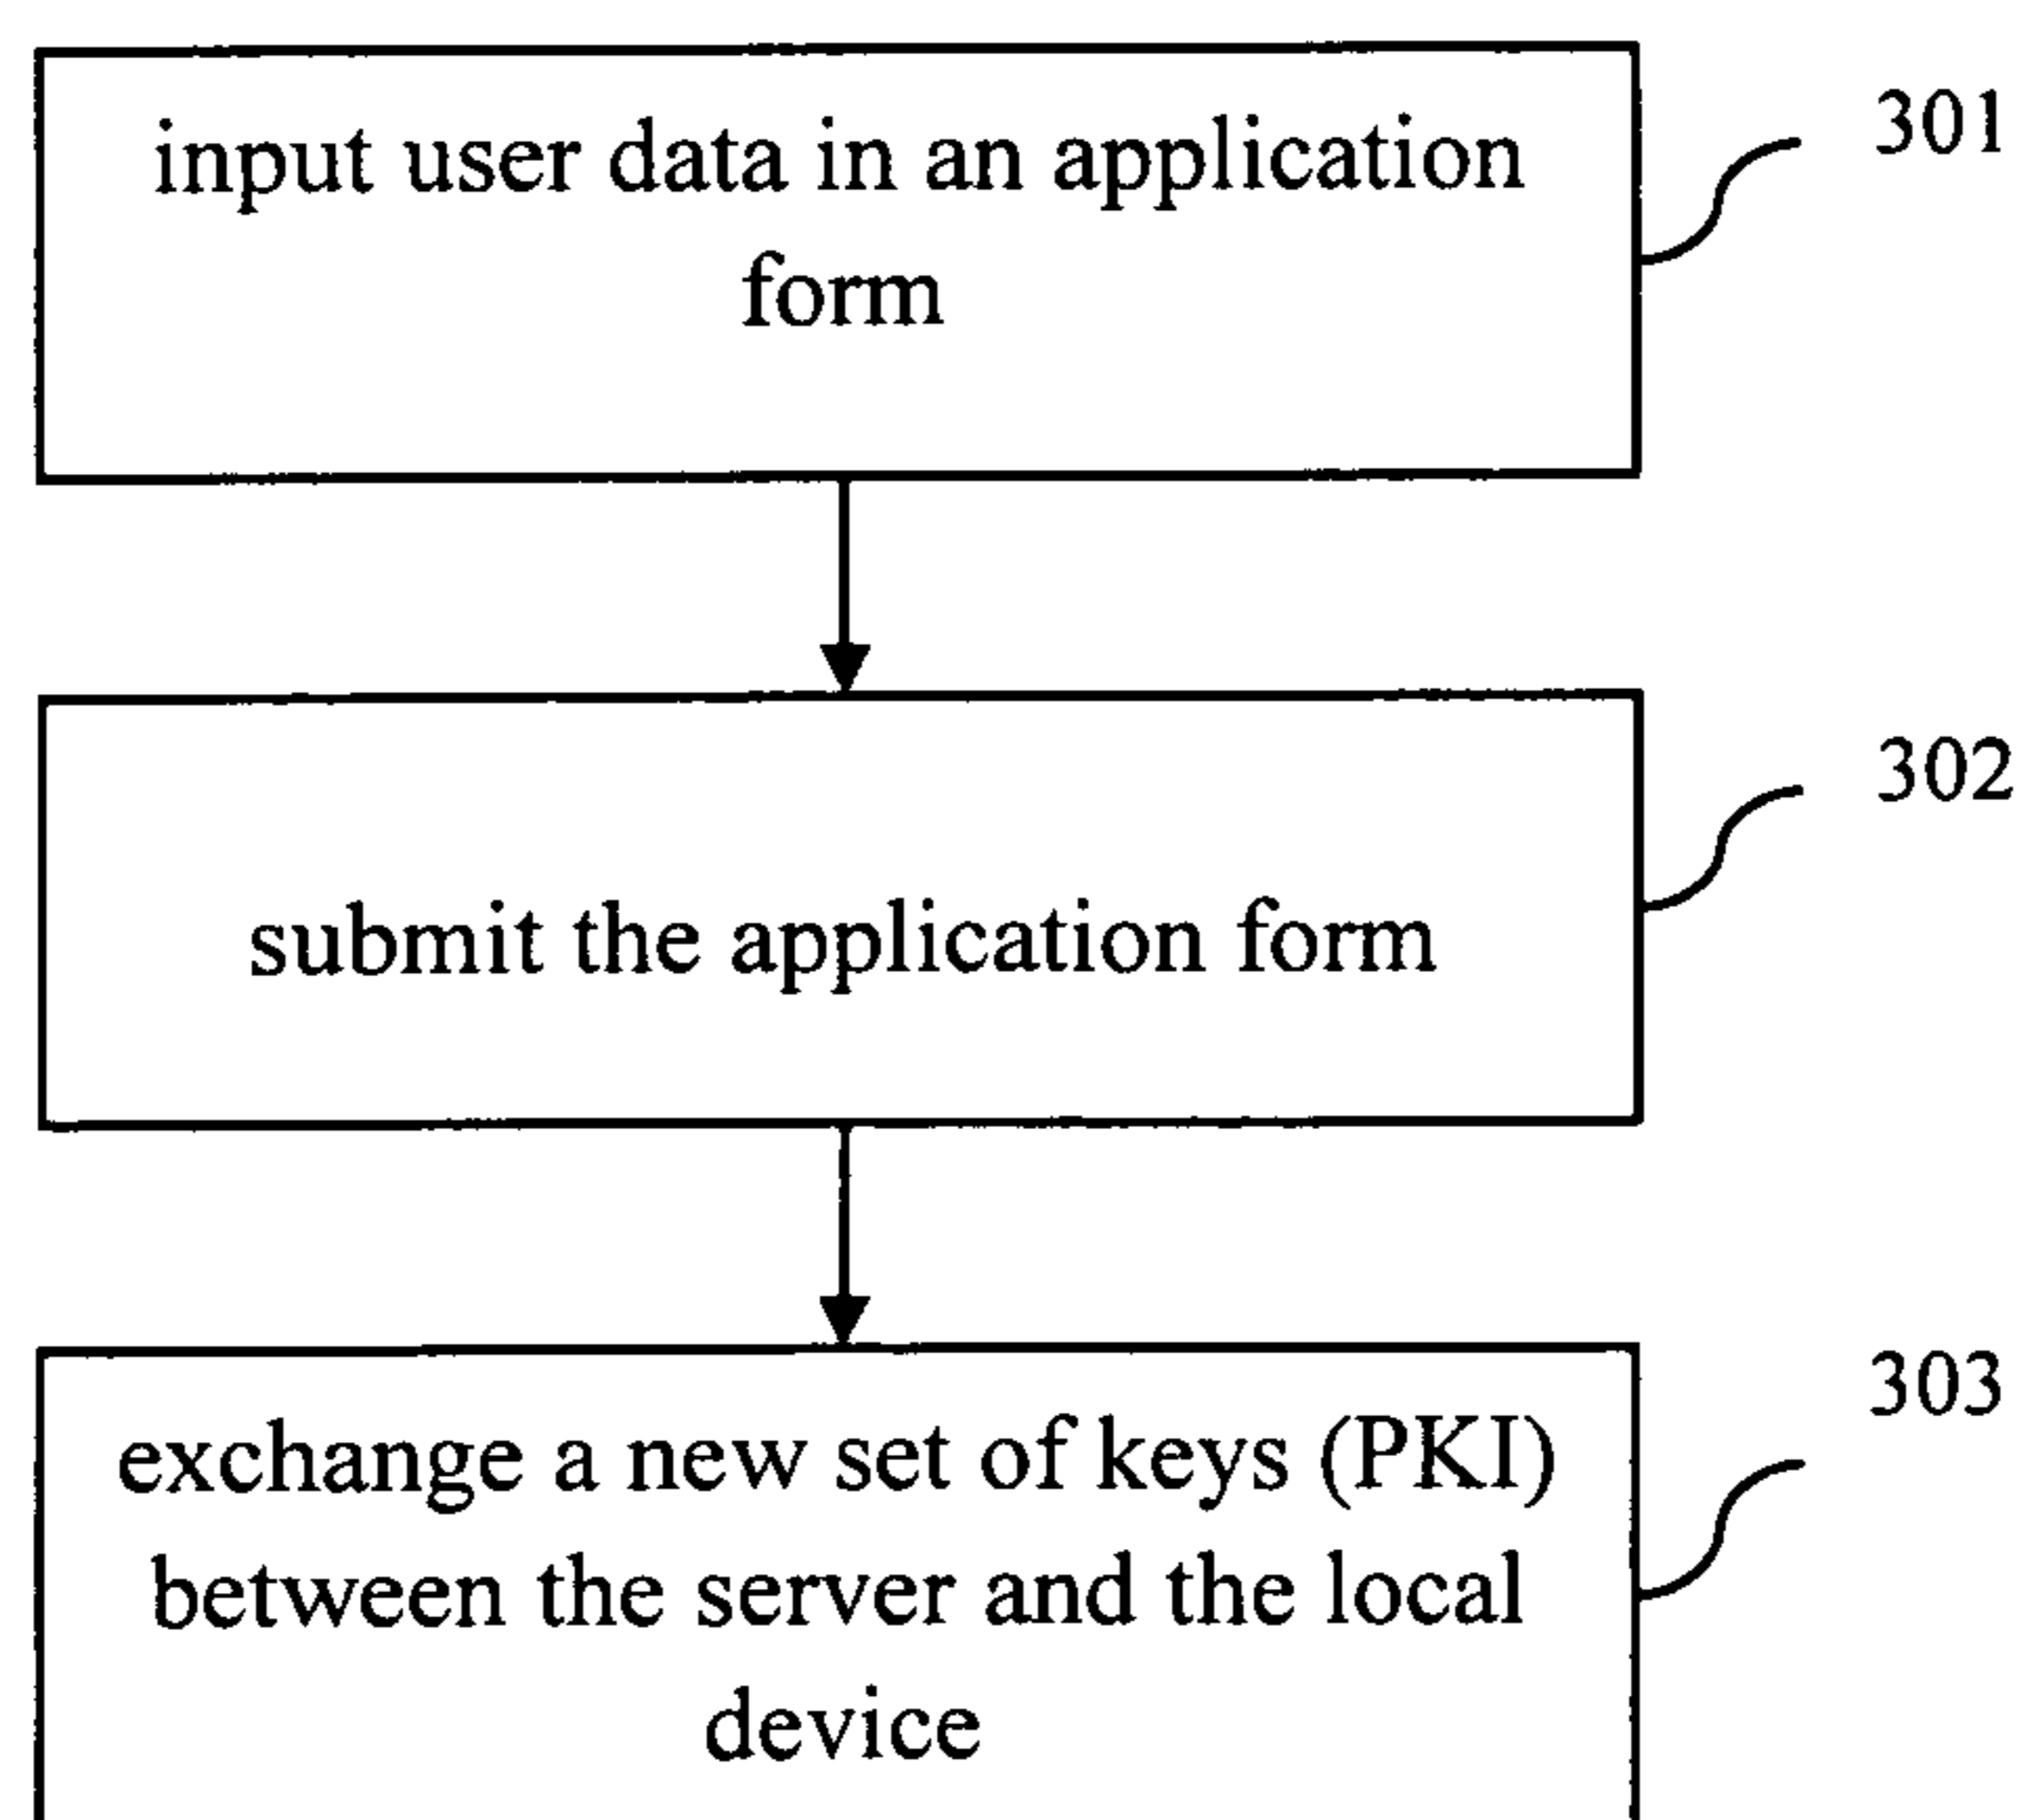 input user data in an application
form
301
submit the application form
302
exchange a new set of keys (PKI)
between the server and the local
device
303